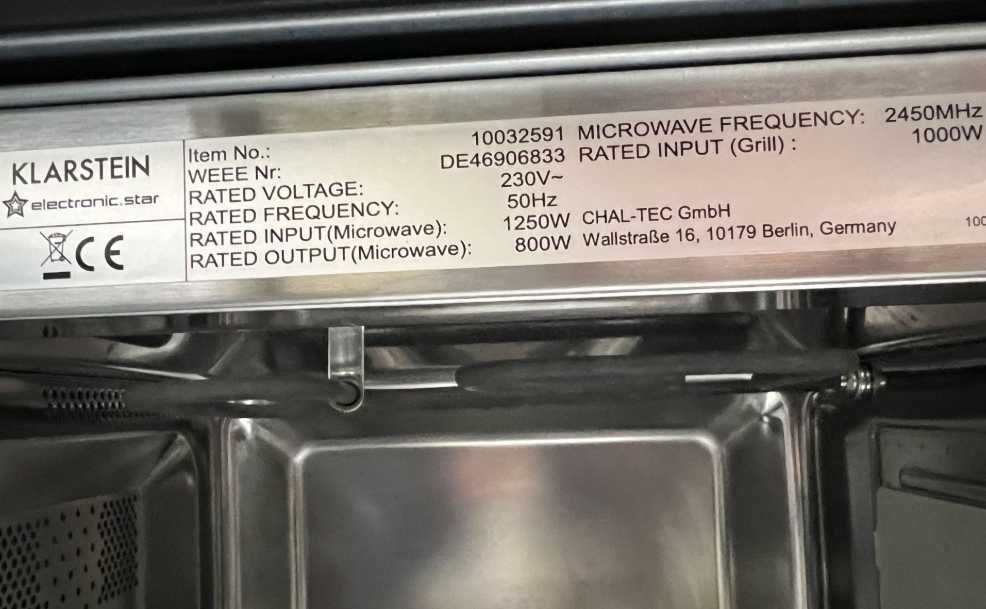 KLARSTEIN
electronic.star
CE
Item No.: 10032591
WEEE Nr: DE46906833
RATED VOLTAGE: 230V~
RATED FREQUENCY: 50Hz
RATED INPUT(Microwave): 1250W
RATED OUTPUT(Microwave): 800W
MICROWAVE FREQUENCY: 2450MHz
RATED INPUT (Grill) : 1000W
CHAL-TEC GmbH
Wallstraße 16, 10179 Berlin, Germany